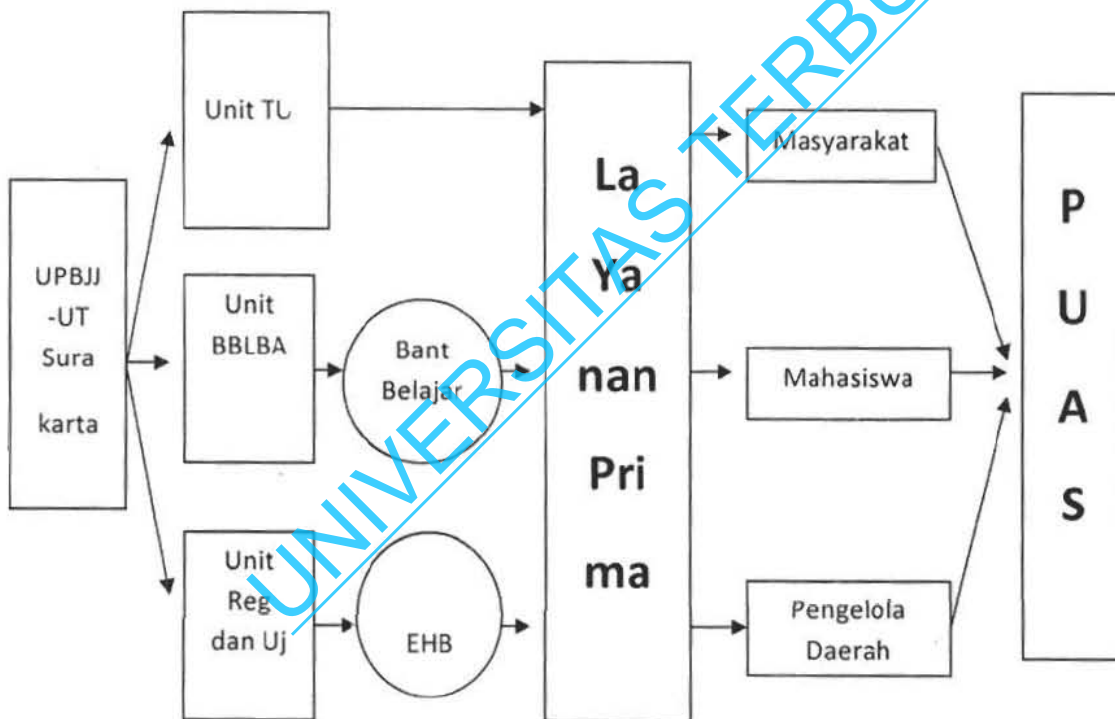 UPBJJ
-UT
Sura
karta
Unit TU
Unit
BBLBA
Unit
Reg
dan Uj
Bant
Belajar
EHB
La
Ya
nan
Pri
ma
Masyarakat
Mahasiswa
Pengelola
Daerah
P
U
A
S
UNIVERSITAS TERBU